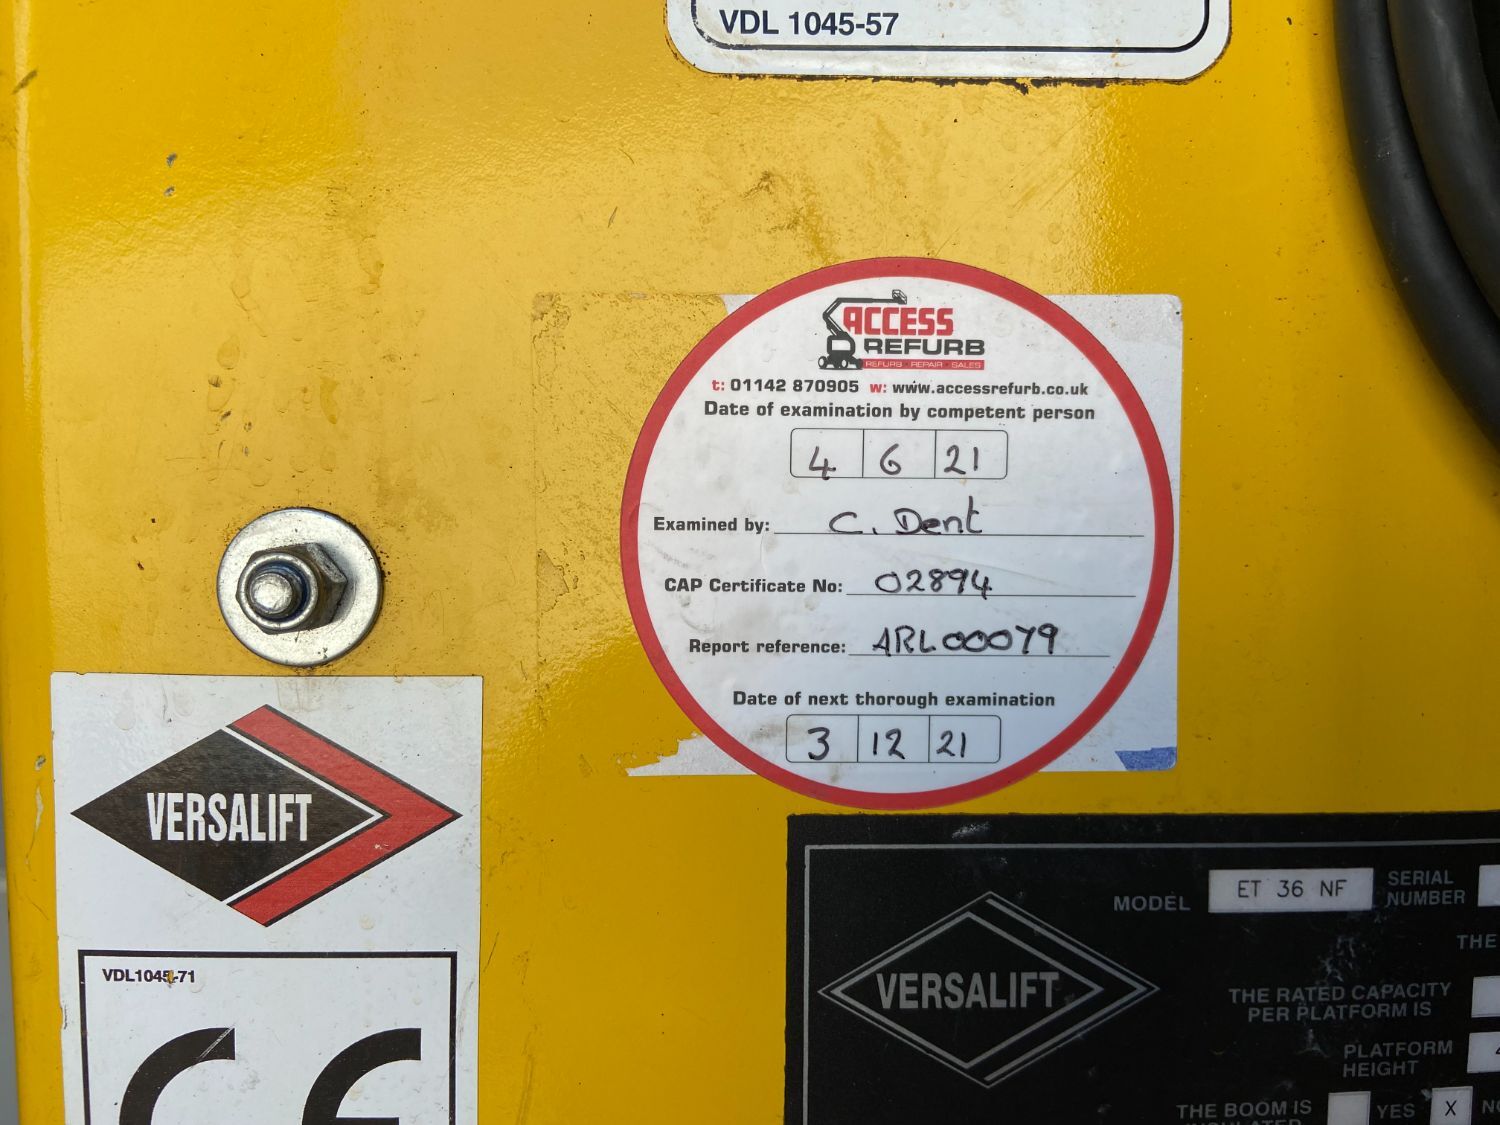 VDL 1045-57
ACCESS
REFURB
REFURB - REPAIR - SALES
t: 01142 870905 w: www.accessrefurb.co.uk
Date of examination by competent person
4 6 21
Examined by: C. Dent
CAP Certificate No: 02894
Report reference: ARL00079
Date of next thorough examination
3 12 21
VERSALIFT
VDL1045-71
CE
VERSALIFT
MODEL ET 36 NF SERIAL
NUMBER
THE
THE RATED CAPACITY
PER PLATFORM IS
PLATFORM
HEIGHT
THE BOOM IS YES X